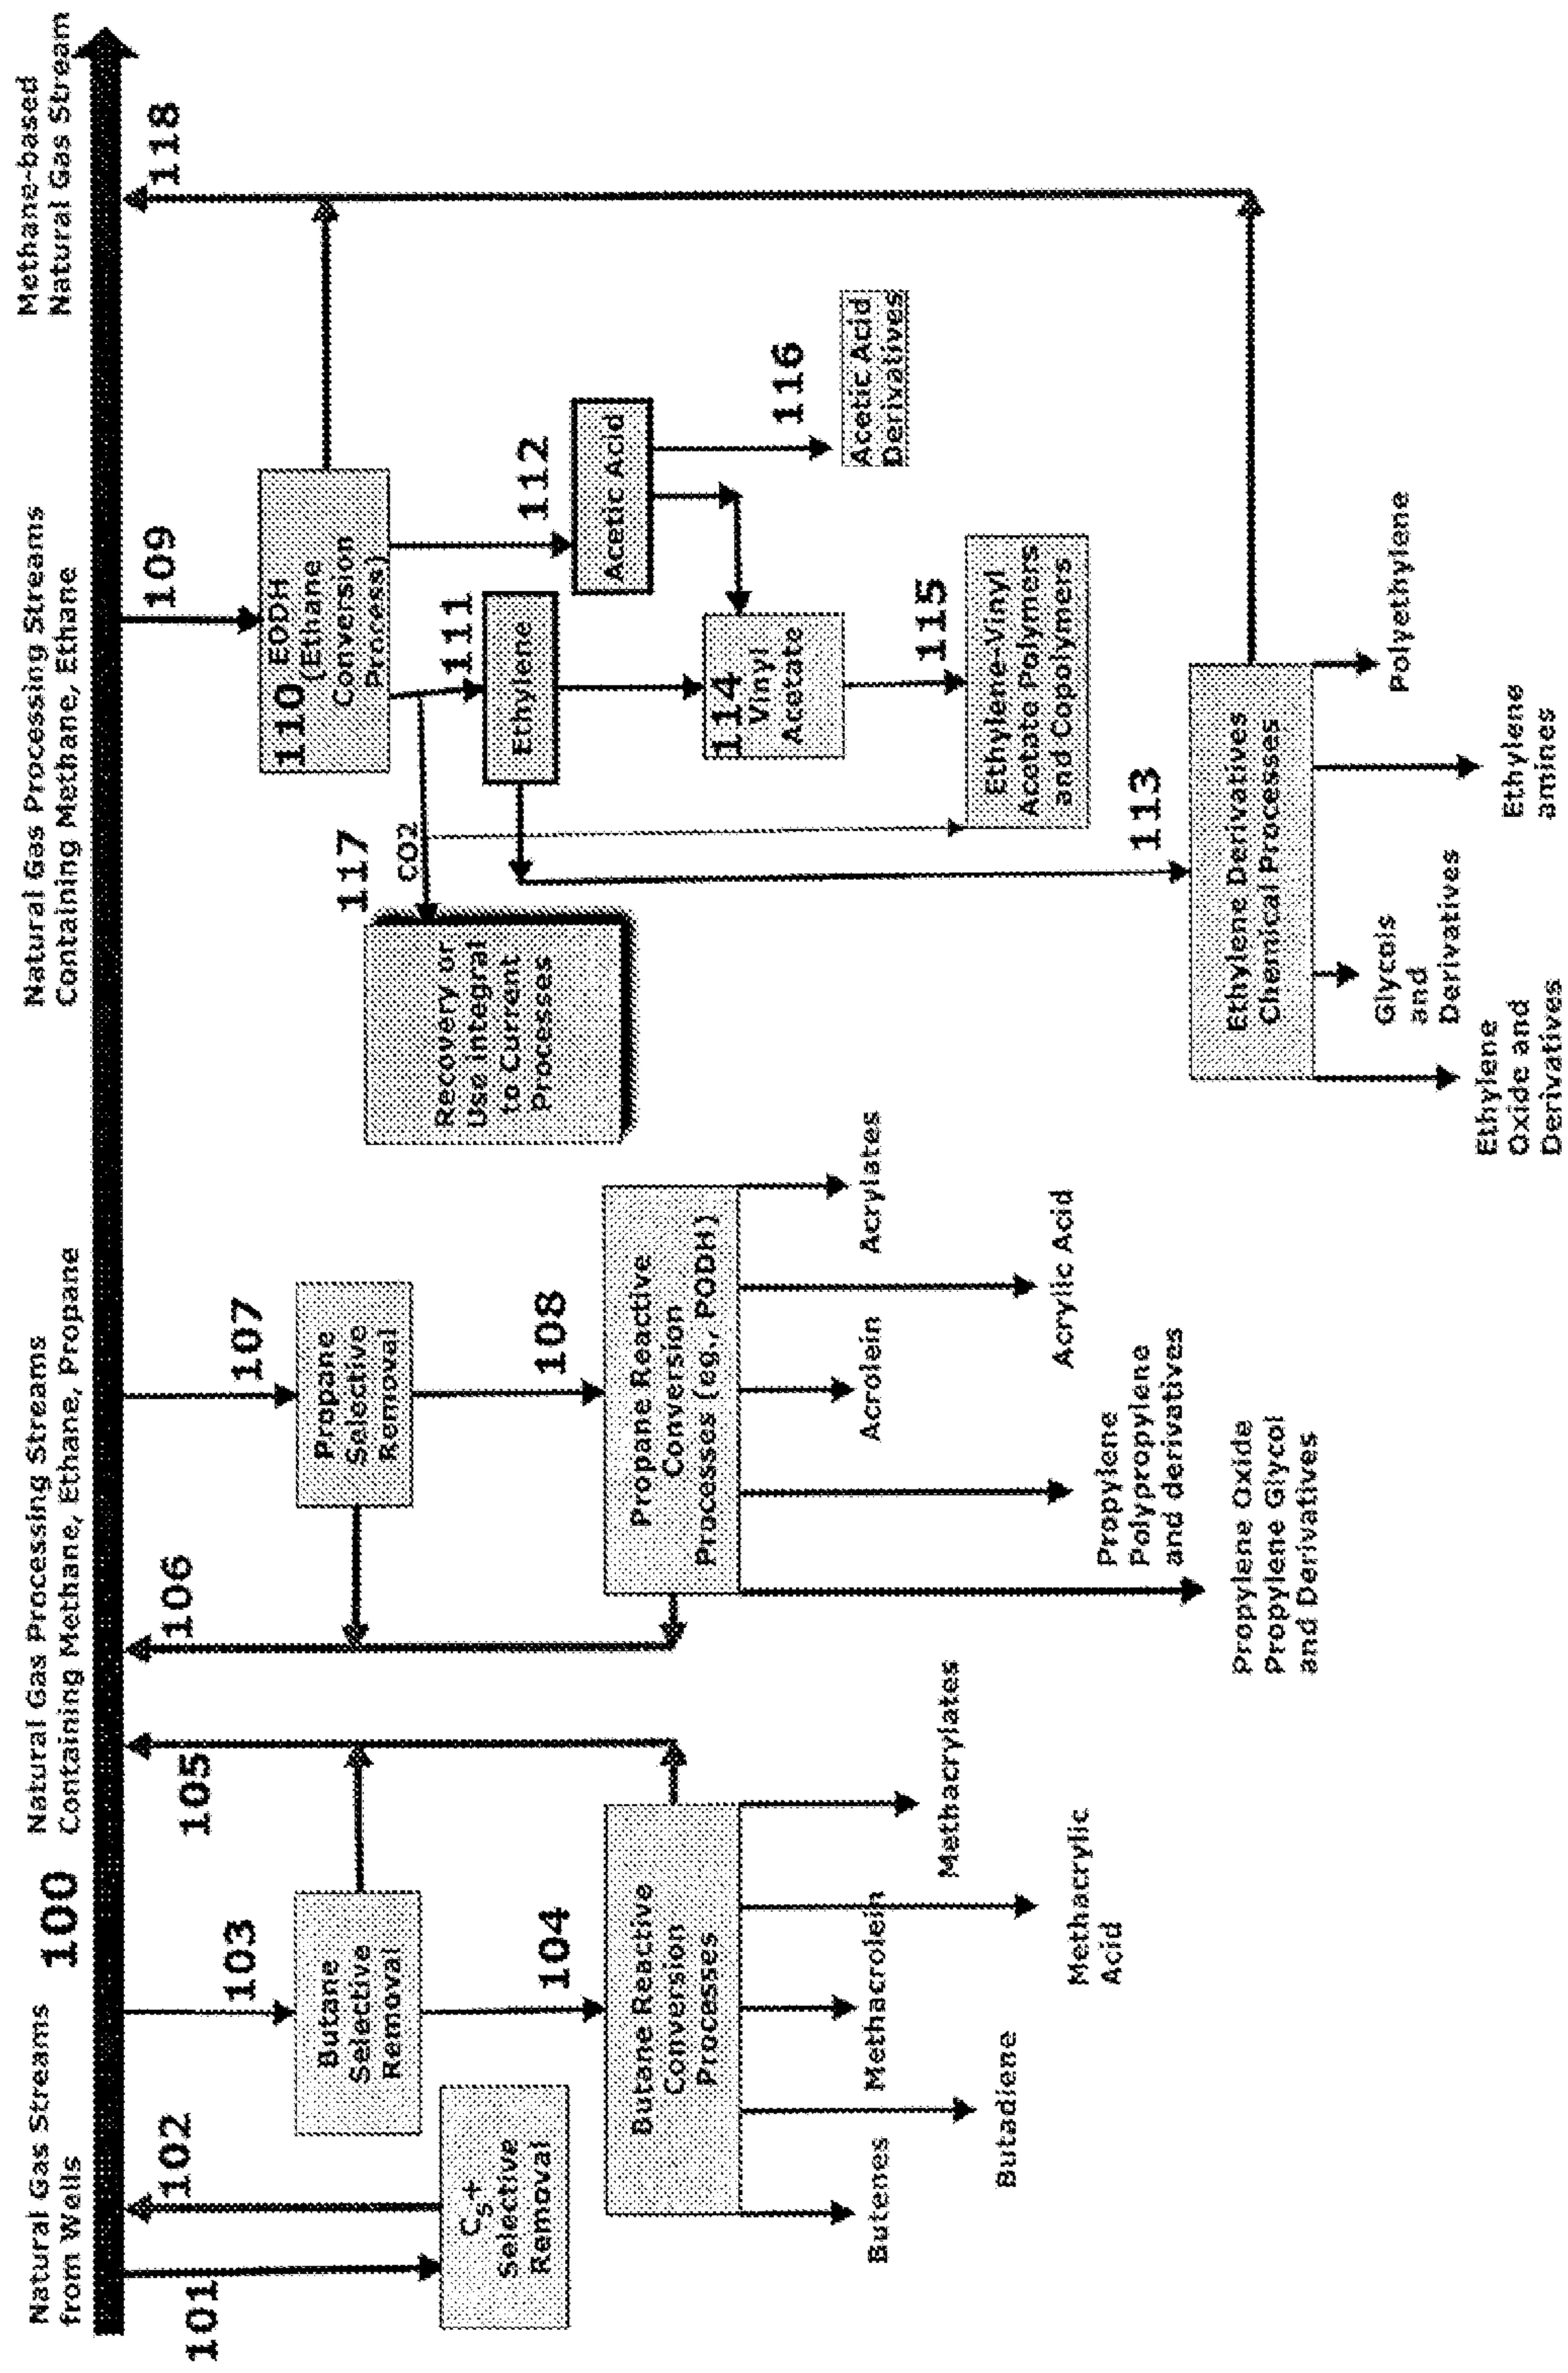 Natural Gas Streams
from Wells
100
Natural Gas Processing Streams
Containing Methane, Ethane, Propane
Natural Gas Processing Streams
Containing Methane, Ethane
Methane-based
Natural Gas Stream
101
102
C5+
Selective
Removal
103
Butane
Selective
Removal
104
105
Butane Reactive
Conversion
Processes
Butenes
Butadiene
Methacrolein
Methacrylic
Acid
Methacrylates
106
107
Propane
Selective
Removal
108
Propane Reactive
Conversion
Processes (eg., PODH)
Propylene Oxide
Propylene Glycol
and Derivatives
Propylene
Polypropylene
and derivatives
Acrolein
Acrylic Acid
Acrylates
109
110 EODH
(Ethane
Conversion
Process)
117
CO2
Recovery or
Use integral
to Current
Processes
111
Ethylene
112
Acetic Acid
114
Vinyl
Acetate
116
Acetic Acid
Derivatives
115
Ethylene-Vinyl
Acetate Polymers
and Copolymers
113
Ethylene Derivatives
Chemical Processes
Ethylene
Oxide and
Derivatives
Glycols
and
Derivatives
Ethylene
amines
Polyethylene
118